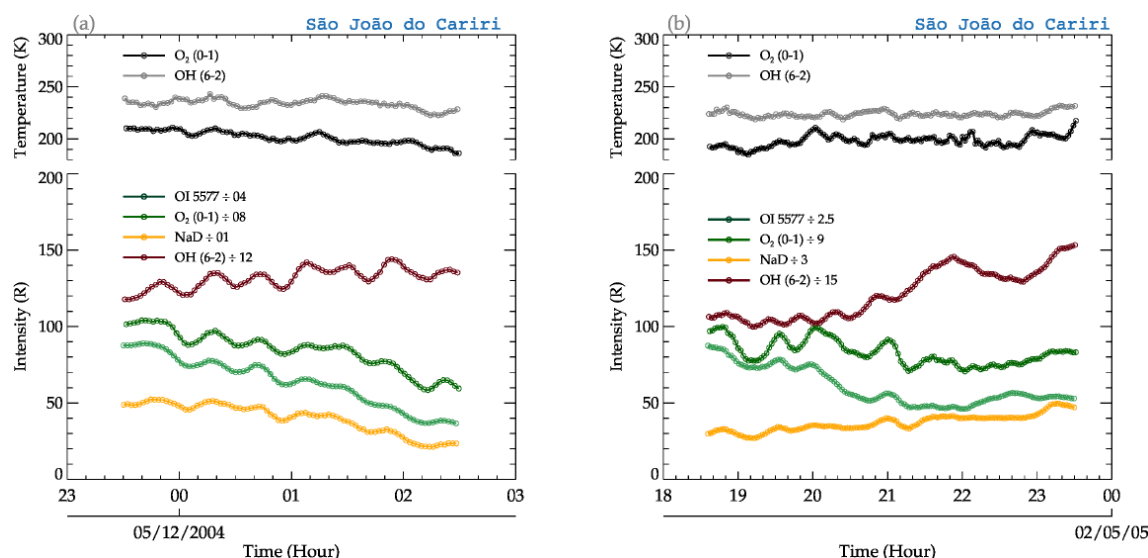 (a)
São João do Cariri
Temperature (K)
300
250
200
O₂ (0-1)
OH (6-2)
Intensity (R)
200
150
100
50
0
OI 5577 ÷ 04
O₂ (0-1) ÷ 08
NaD ÷ 01
OH (6-2) ÷ 12
23 00 01 02 03
05/12/2004
Time (Hour)
(b)
São João do Cariri
Temperature (K)
300
250
200
O₂ (0-1)
OH (6-2)
Intensity (R)
200
150
100
50
0
OI 5577 ÷ 2.5
O₂ (0-1) ÷ 9
NaD ÷ 3
OH (6-2) ÷ 15
18 19 20 21 22 23 00
02/05/05
Time (Hour)